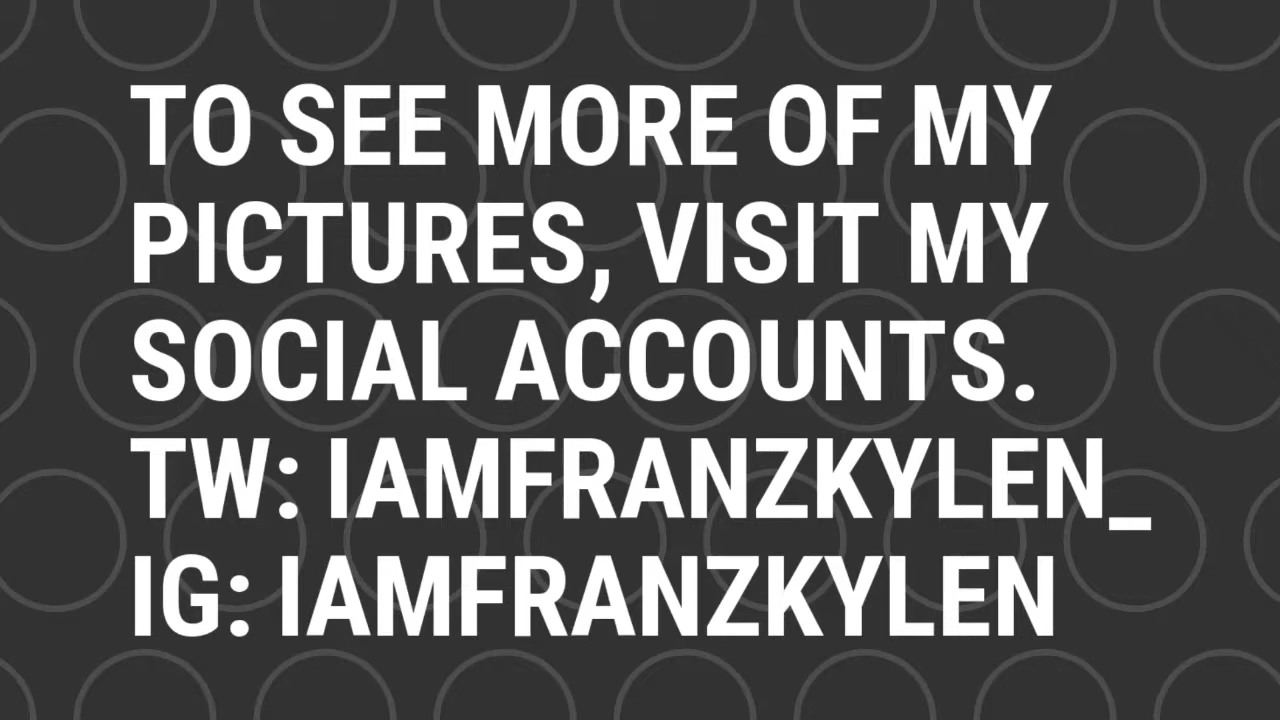 TO SEE MORE OF MY
PICTURES, VISIT MY
SOCIAL ACCOUNTS.
TW: IAMFRANZKYLEN_
IG: IAMFRANZKYLEN